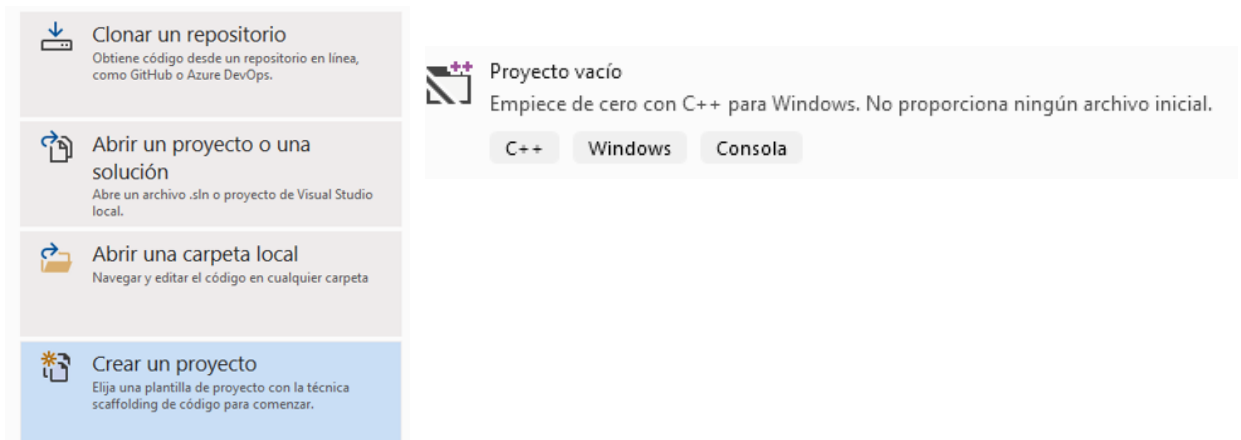 Clonar un repositorio
Obtiene código desde un repositorio en línea,
como GitHub o Azure DevOps.
Abrir un proyecto o una
solución
Abre un archivo .sln o proyecto de Visual Studio
local.
Abrir una carpeta local
Navegar y editar el código en cualquier carpeta
Crear un proyecto
Elija una plantilla de proyecto con la técnica
scaffolding de código para comenzar.
Proyecto vacío
Empiece de cero con C++ para Windows. No proporciona ningún archivo inicial.
C++ Windows Consola